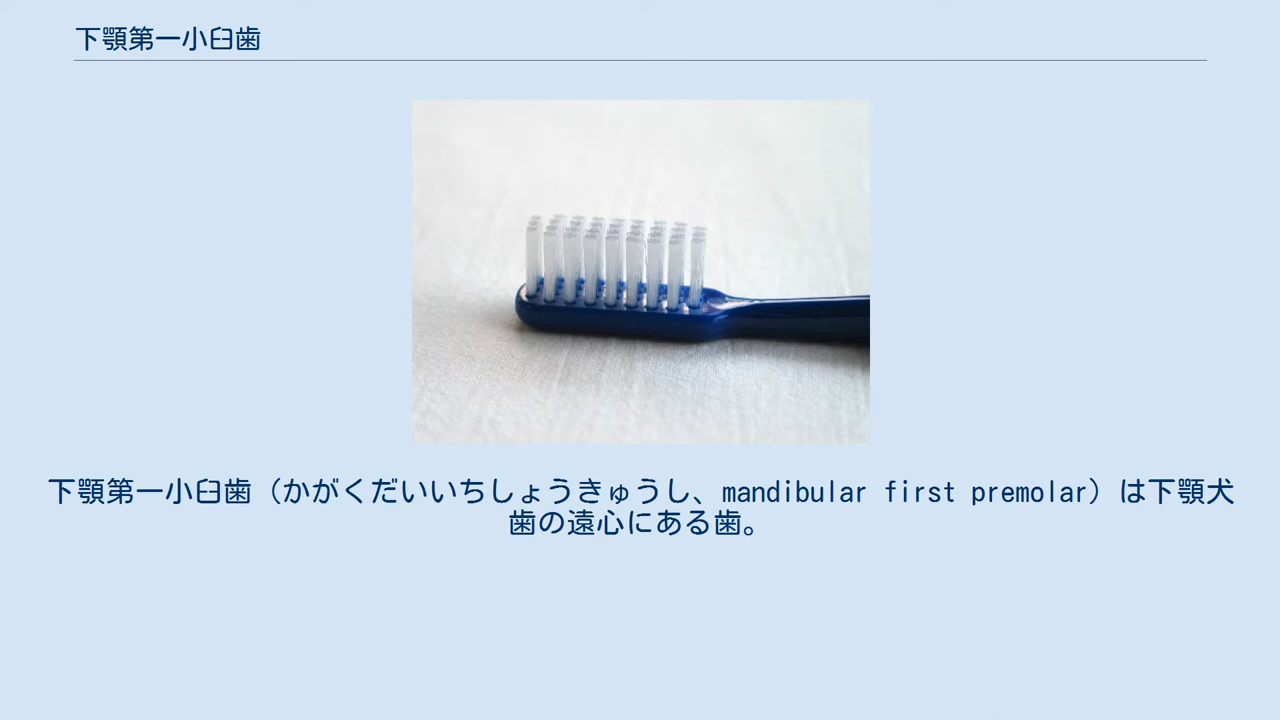 下顎第一小臼歯
下顎第一小臼歯（かがくだいいちしょうきゅうし、mandibular first premolar）は下顎犬
歯の遠心にある歯。